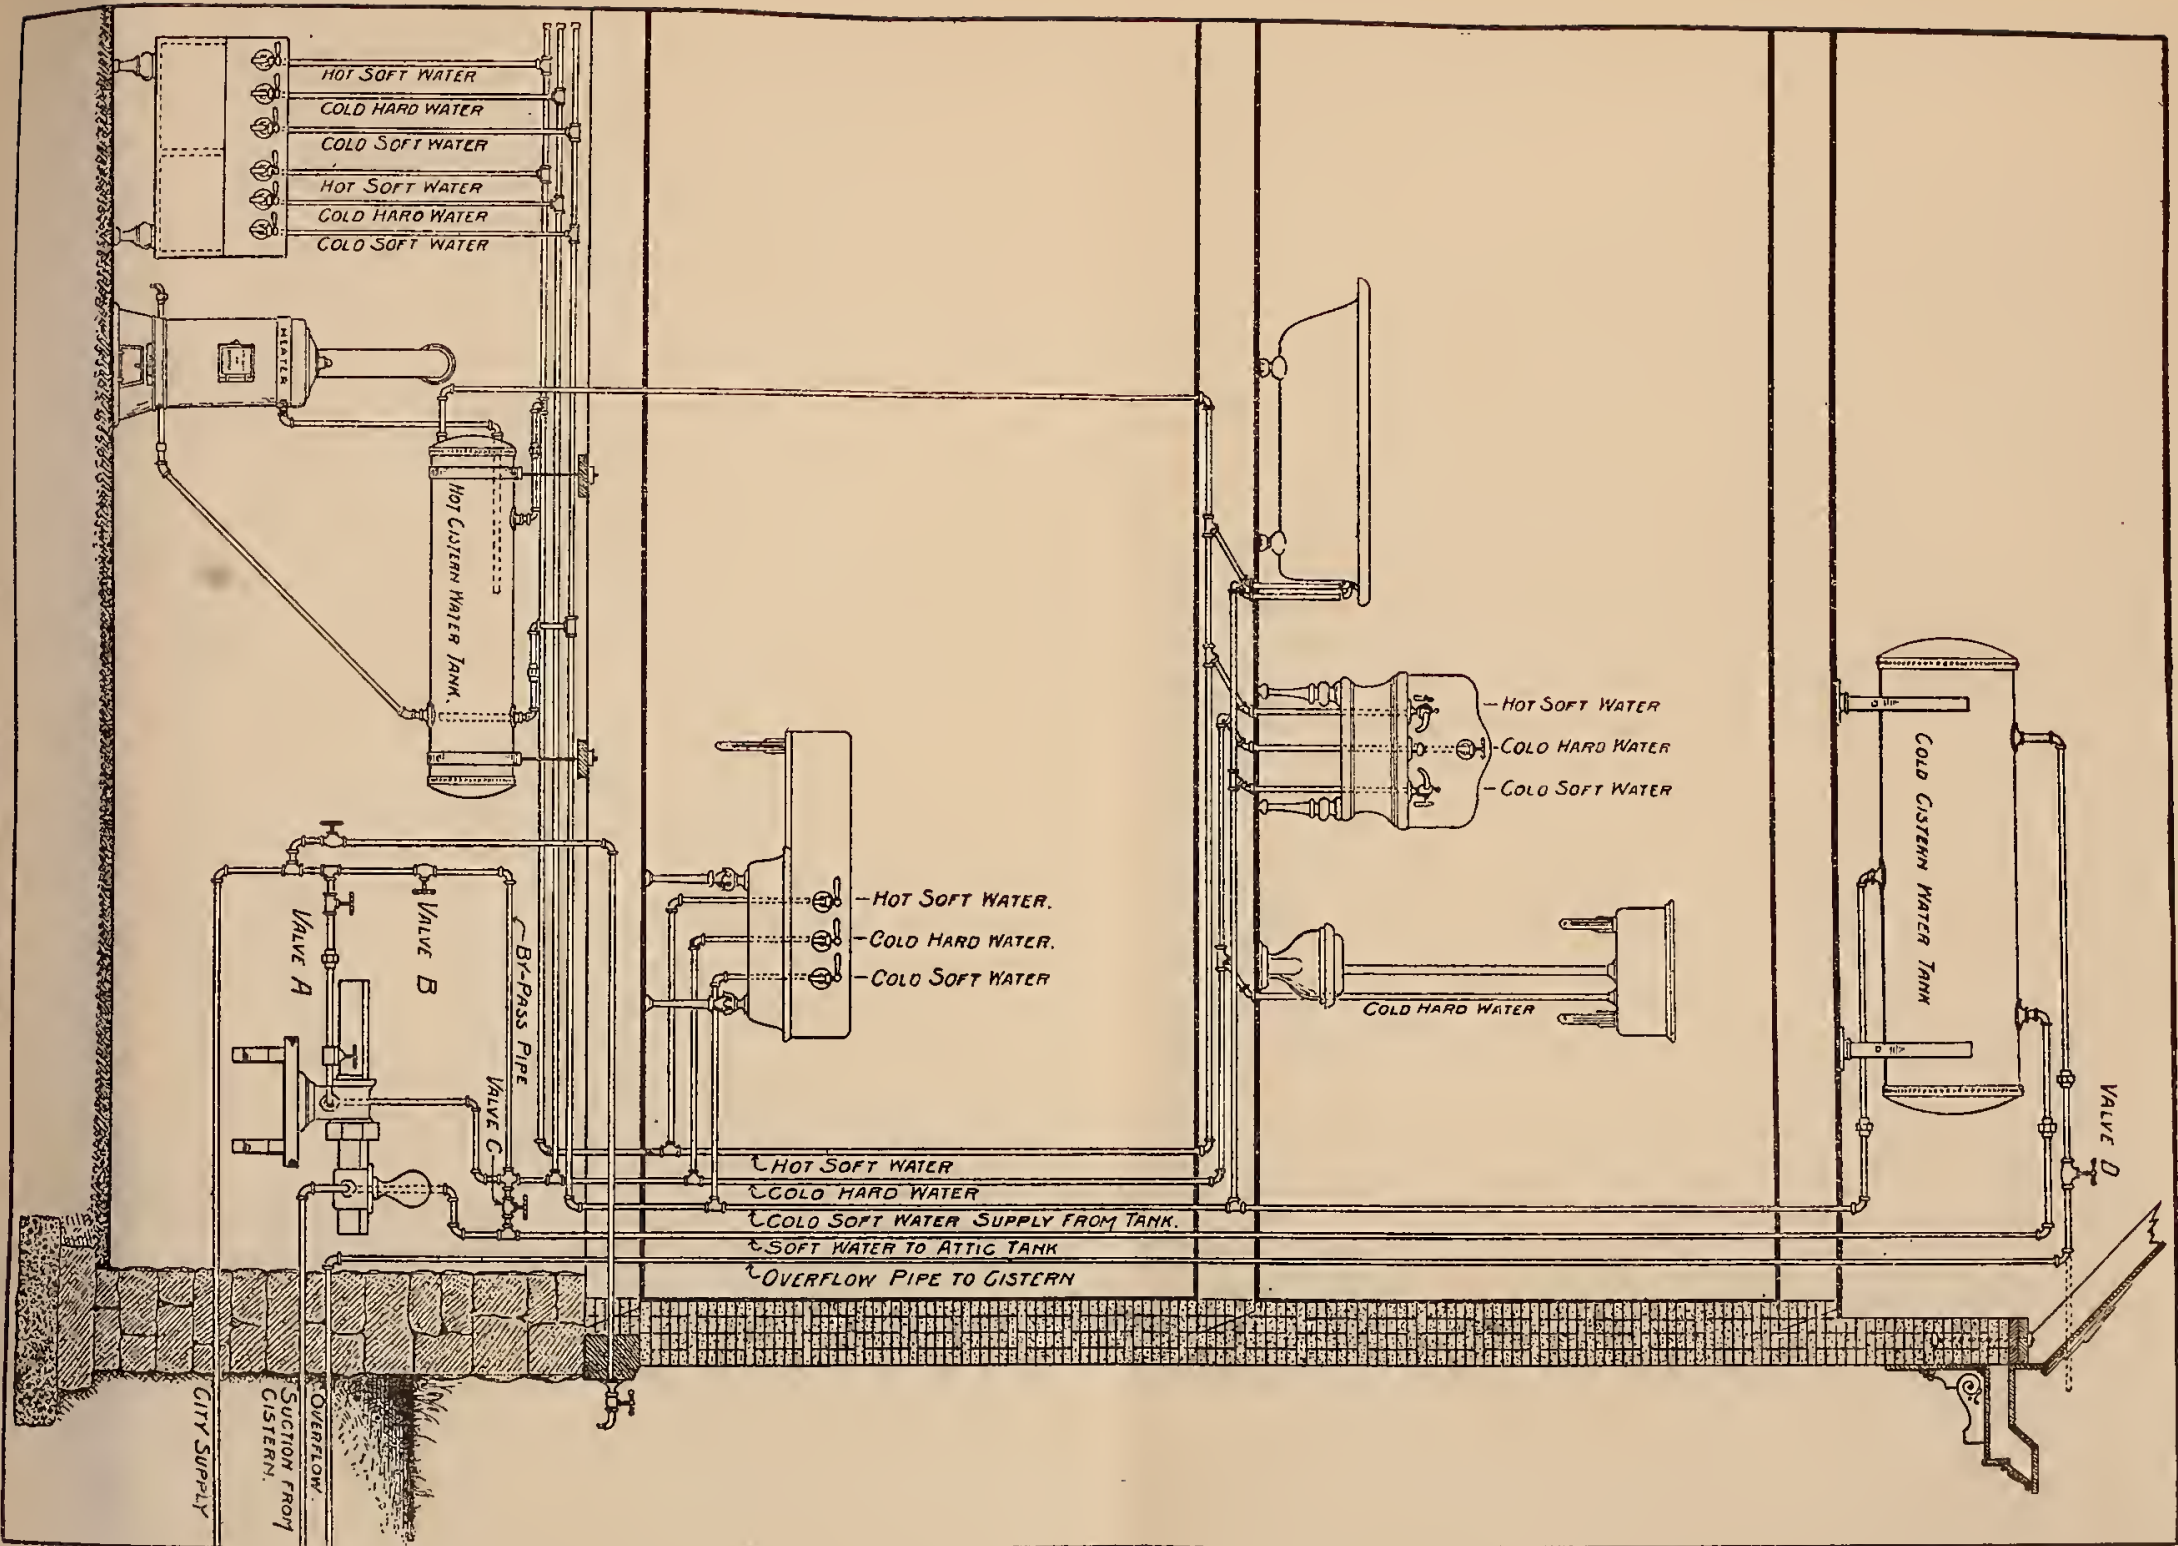 HOT SOFT WATER
COLD HARD WATER
COLD SOFT WATER
HOT SOFT WATER
COLD HARD WATER
COLD SOFT WATER
HEATER
HOT CISTERN WATER TANK.
VALVE A
VALVE B
BY-PASS PIPE
VALVE C
HOT SOFT WATER.
COLD HARD WATER.
COLD SOFT WATER
HOT SOFT WATER
COLD HARD WATER
COLD SOFT WATER
COLD HARD WATER
COLD CISTERN WATER TANK
VALVE D
HOT SOFT WATER
COLD HARD WATER
COLD SOFT WATER SUPPLY FROM TANK.
SOFT WATER TO ATTIC TANK
OVERFLOW PIPE TO CISTERN
CITY SUPPLY
SUCTION FROM
CISTERN.
OVERFLOW.